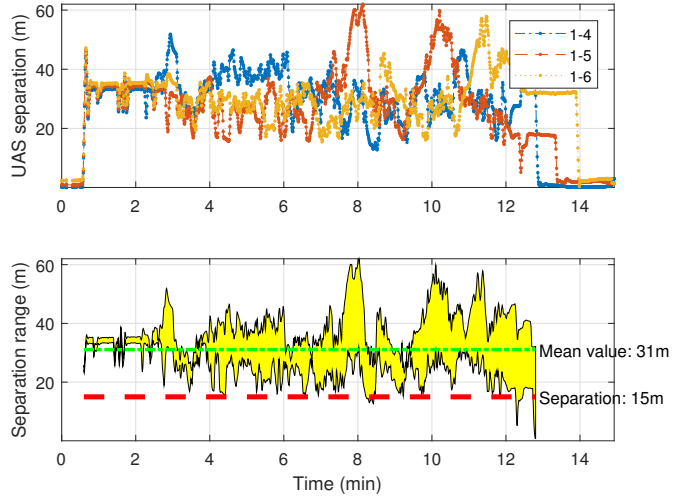 60
40
20
UAS separation (m)
1-4
1-5
1-6
0 2 4 6 8 10 12 14
60
40
20
Separation range (m)
Mean value: 31m
Separation: 15m
0 2 4 6 8 10 12 14
Time (min)